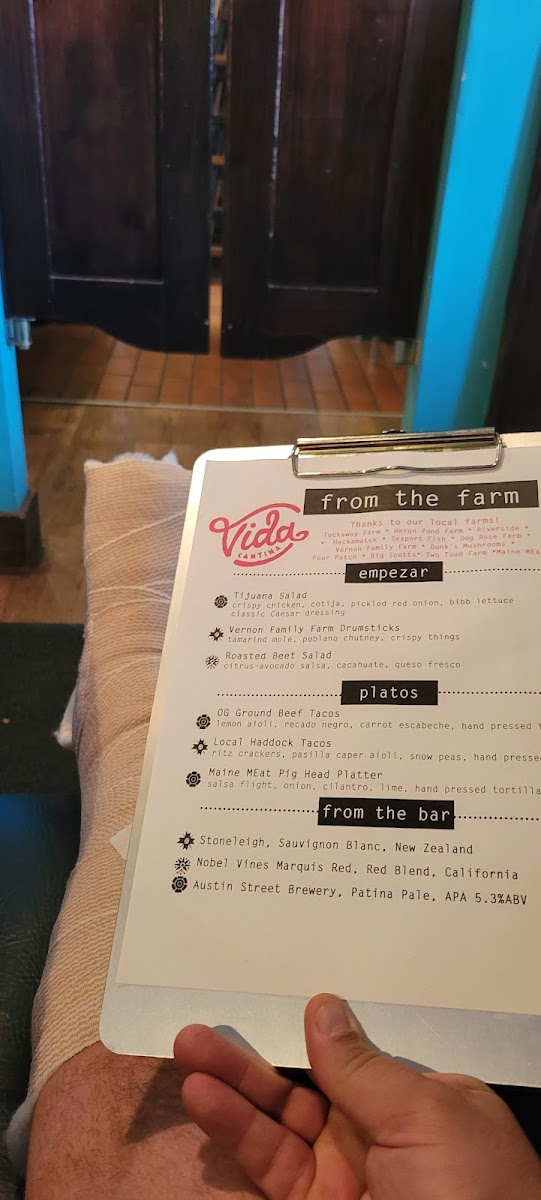 Vida
CANTINA
from the farm
Thanks to our local farms!
Tuckaway Farm * Heron Pond Farm * Riverside *
* Hackamatck * Seaport Fish * Dog Rose Farm *
Vernon Family Farm * Dunk's Mushrooms *
Four Patch * Big Scotts* Two Toad Farm *Maine MEa
empezar
Tijuana Salad
crispy chicken, cotija, pickled red onion, bibb lettuce
classic Caesar dressing
Vernon Family Farm Drumsticks
tamarind mole, poblano chutney, crispy things
Roasted Beet Salad
citrus-avocado salsa, cacahuate, queso fresco
platos
OG Ground Beef Tacos
lemon aioli, recado negro, carrot escabeche, hand pressed t
Local Haddock Tacos
ritz crackers, pasilla caper aioli, snow peas, hand presse
Maine MEat Pig Head Platter
salsa flight, onion, cilantro, lime, hand pressed tortilla
from the bar
Stoneleigh, Sauvignon Blanc, New Zealand
Nobel Vines Marquis Red, Red Blend, California
Austin Street Brewery, Patina Pale, APA 5.3%ABV